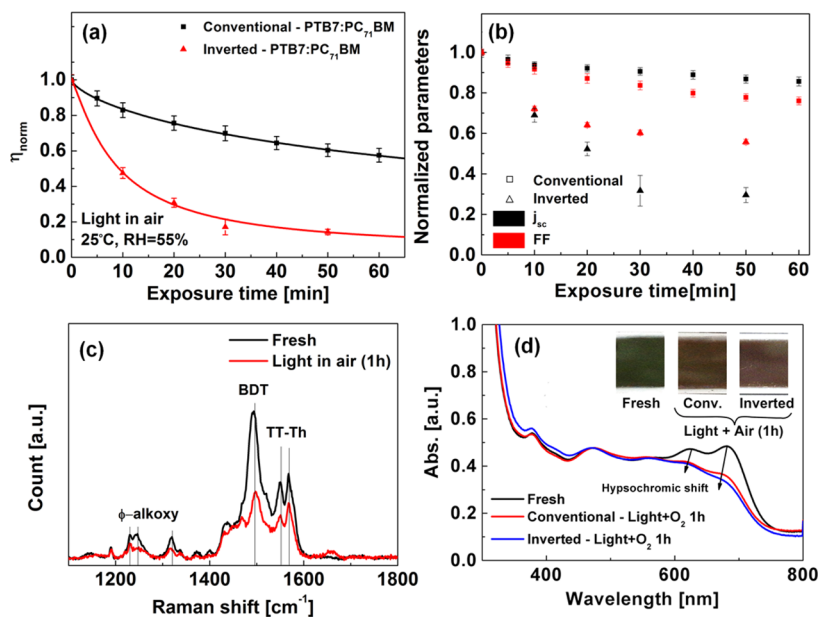 (a)
Conventional - PTB7:PC71BM
Inverted - PTB7:PC71BM
ηnorm
1.0
0.8
0.6
0.4
0.2
0.0
Light in air
25°C, RH=55%
0 10 20 30 40 50 60
Exposure time [min]
(b)
Normalized parameters
1.0
0.8
0.6
0.4
0.2
0.0
Conventional
Inverted
jsc
FF
0 10 20 30 40 50 60
Exposure time[min]
(c)
Fresh
Light in air (1h)
BDT
TT-Th
ϕ−alkoxy
Count [a.u.]
1200 1400 1600 1800
Raman shift [cm-1]
(d)
Abs. [a.u.]
1.0
0.8
0.6
0.4
0.2
0.0
Fresh Conv. Inverted
Light + Air (1h)
Hypsochromic shift
Fresh
Conventional - Light+O2 1h
Inverted - Light+O2 1h
400 600 800
Wavelength [nm]